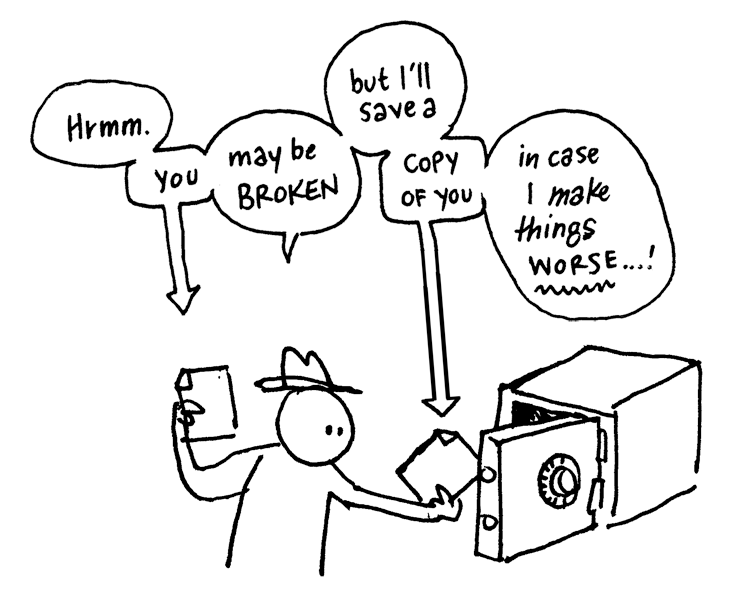 Hrmm.
YOU
may be
BROKEN
but I'll
save a
COPY
OF YOU
in case
I make
things
WORSE...!